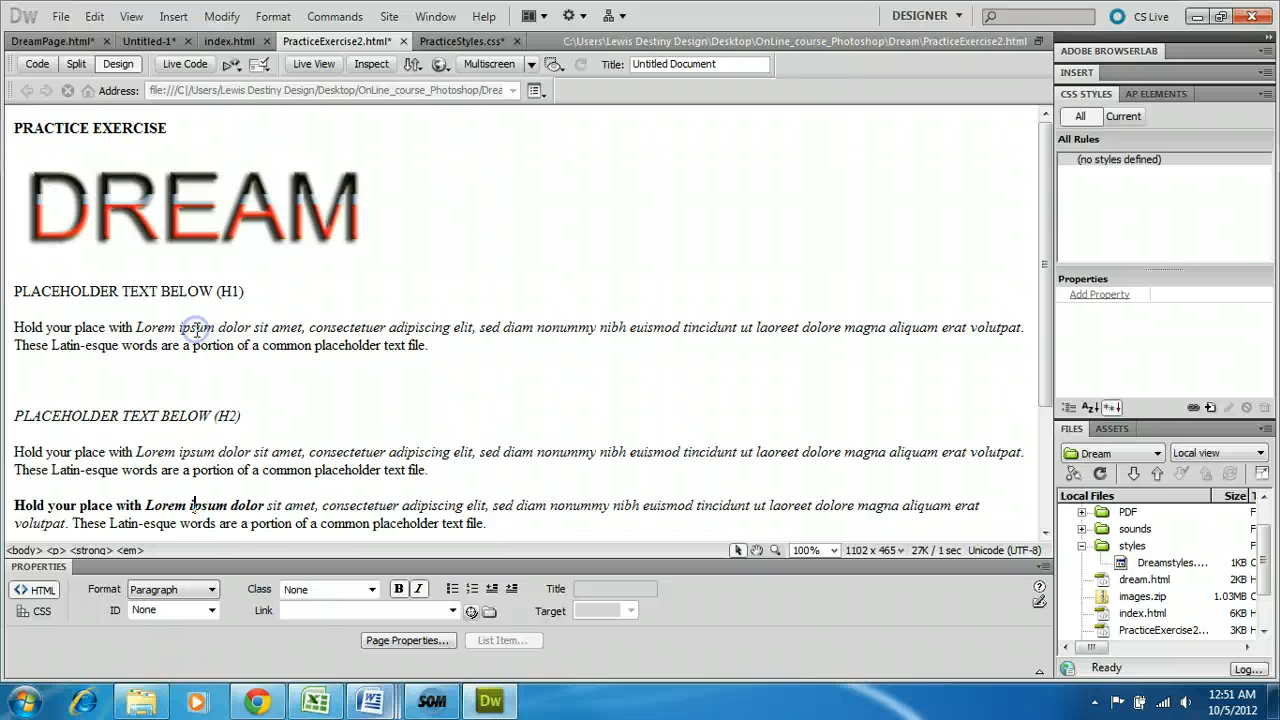 Dw File Edit View Insert Modify Format Commands Site Window Help DESIGNER CS Live
DreamPage.html* Untitled-1* index.html PracticeExercise2.html* PracticeStyles.css* C:\Users\Lewis Destiny Design\Desktop\OnLine_course_Photoshop\Dream\PracticeExercise2.html
Code Split Design Live Code Live View Inspect Multiscreen Title: Untitled Document
Address: file:///C|/Users/Lewis Destiny Design/Desktop/OnLine_course_Photoshop/Drea
PRACTICE EXERCISE
DREAM
PLACEHOLDER TEXT BELOW (H1)
Hold your place with Lorem ipsum dolor sit amet, consectetuer adipiscing elit, sed diam nonummy nibh euismod tincidunt ut laoreet dolore magna aliquam erat volutpat.
These Latin-esque words are a portion of a common placeholder text file.
PLACEHOLDER TEXT BELOW (H2)
Hold your place with Lorem ipsum dolor sit amet, consectetuer adipiscing elit, sed diam nonummy nibh euismod tincidunt ut laoreet dolore magna aliquam erat volutpat.
These Latin-esque words are a portion of a common placeholder text file.
Hold your place with Lorem ipsum dolor sit amet, consectetuer adipiscing elit, sed diam nonummy nibh euismod tincidunt ut laoreet dolore magna aliquam erat
volutpat. These Latin-esque words are a portion of a common placeholder text file.
<body> <p> <strong> <em> 100% 1102 x 465 27K / 1 sec Unicode (UTF-8)
PROPERTIES
<> HTML Format Paragraph Class None B I Title
CSS ID None Link Target
Page Properties... List Item...
ADOBE BROWSERLAB
INSERT
CSS STYLES AP ELEMENTS
All Current
All Rules
(no styles defined)
Properties
Add Property
FILES ASSETS
Dream Local view
Local Files Size T
PDF F
sounds F
styles F
Dreamstyles.... 1KB C
dream.html 2KB H
images.zip 1.03MB C
index.html 6KB H
PracticeExercise2... 3KB H
Ready Log...
W SOM Dw
12:51 AM
10/5/2012